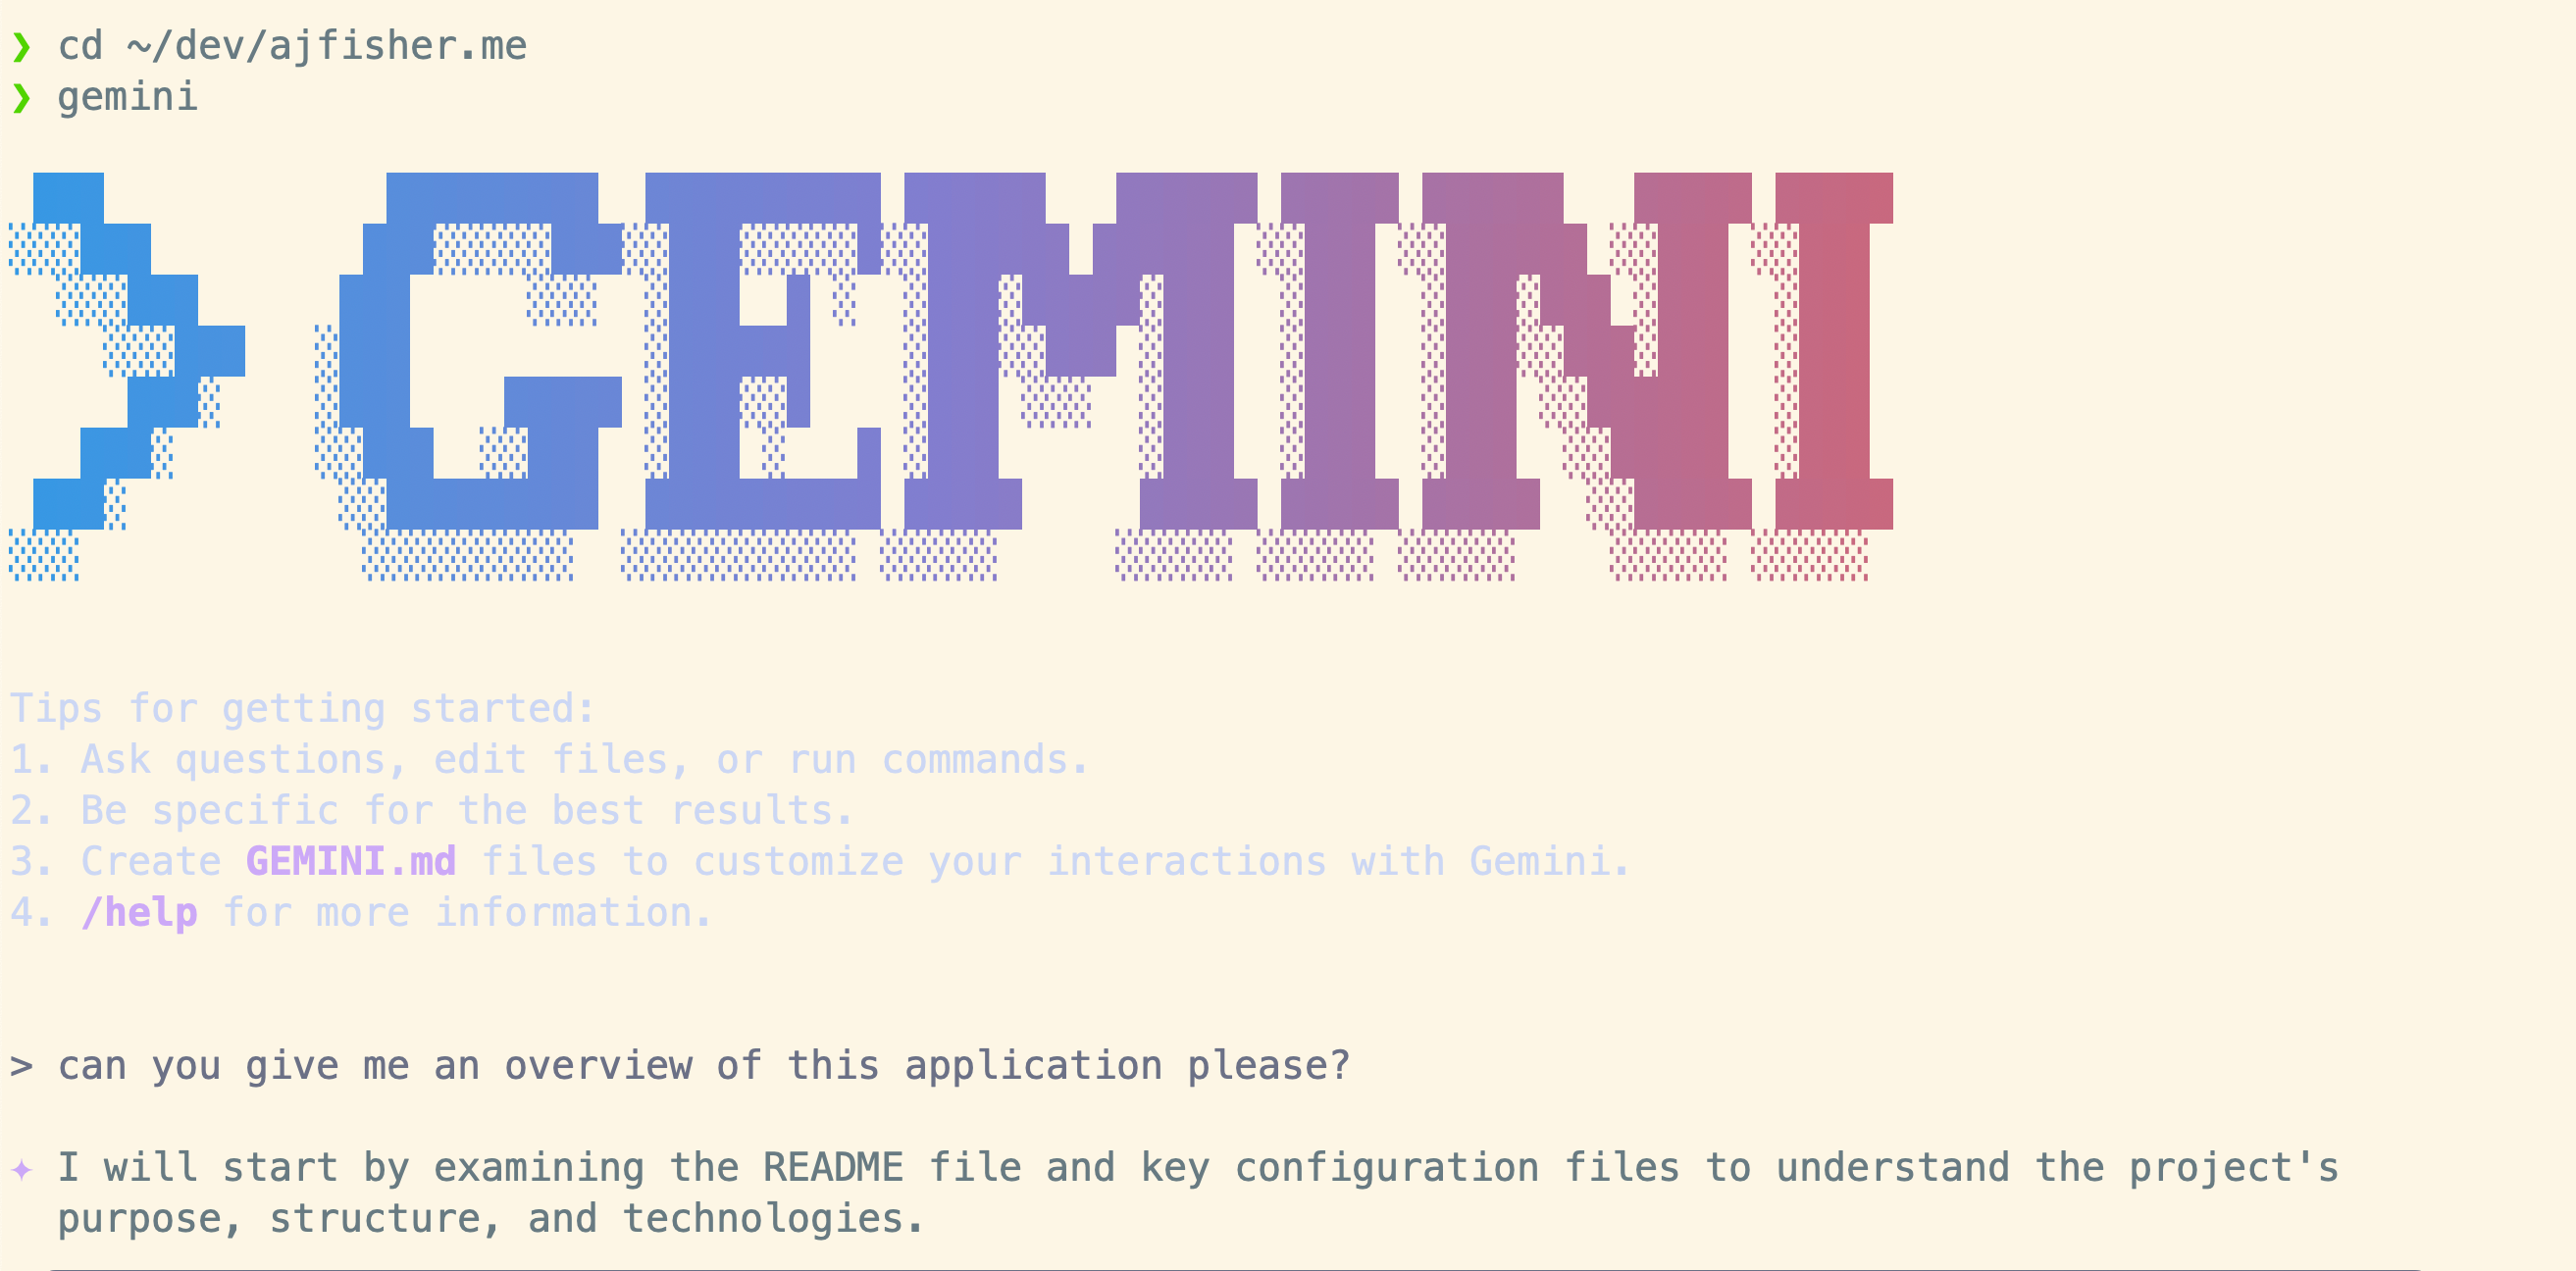 ❯ cd ~/dev/ajfisher.me
❯ gemini
> GEMINI
Tips for getting started:
1. Ask questions, edit files, or run commands.
2. Be specific for the best results.
3. Create GEMINI.md files to customize your interactions with Gemini.
4. /help for more information.
> can you give me an overview of this application please?
✦ I will start by examining the README file and key configuration files to understand the project's
purpose, structure, and technologies.